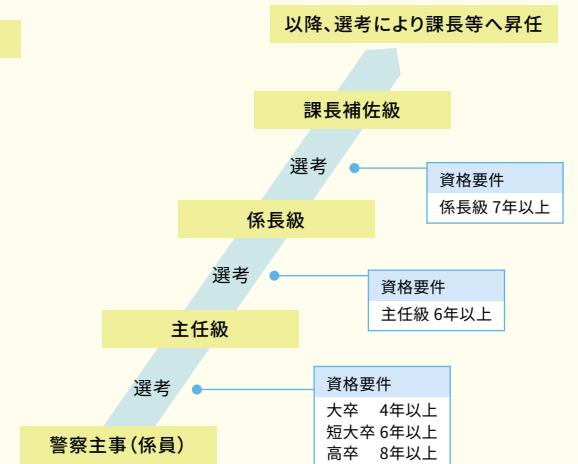 以降、選考により課長等へ昇任
課長補佐級
選考
資格要件
係長級 7年以上
係長級
選考
資格要件
主任級 6年以上
主任級
選考
資格要件
大卒 4年以上
短大卒 6年以上
高卒 8年以上
警察主事(係員)